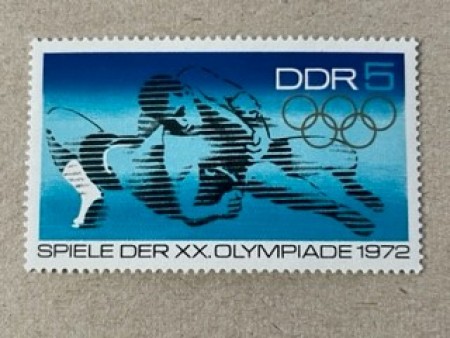 DDR 5
SPIELE DER XX. OLYMPIADE 1972